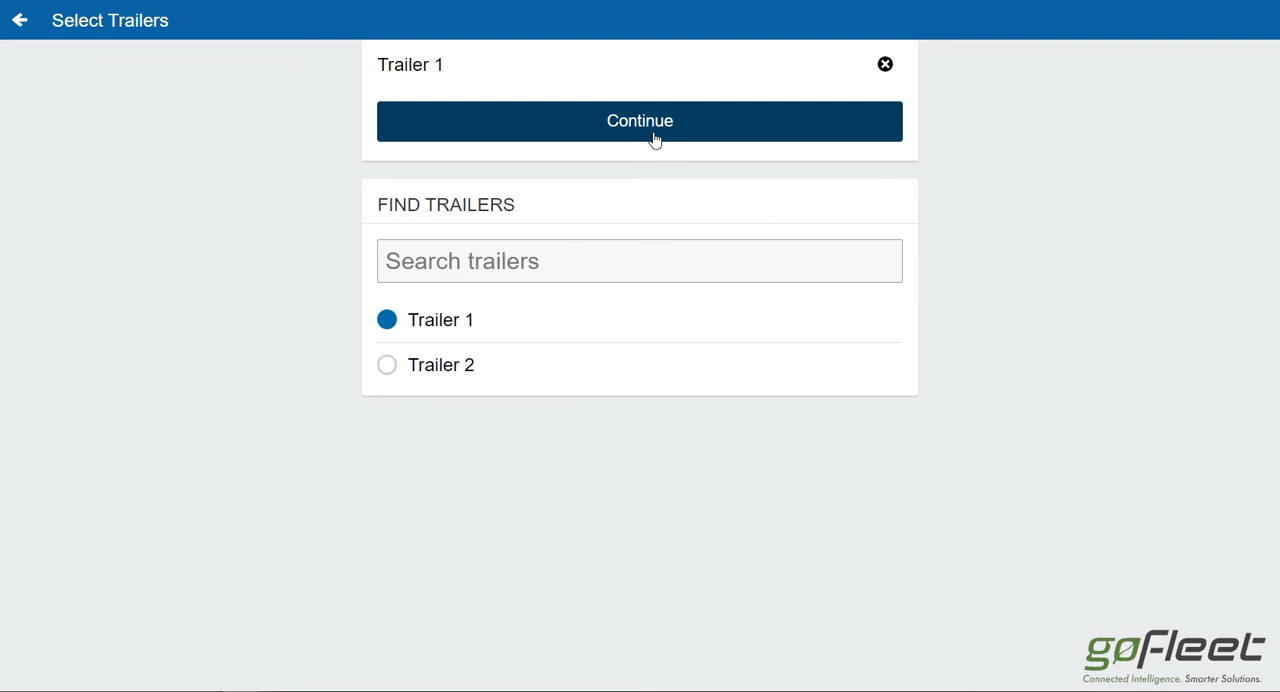 Select Trailers
Trailer 1
Continue
FIND TRAILERS
Search trailers
Trailer 1
Trailer 2
goFleet
Connected Intelligence. Smarter Solutions.